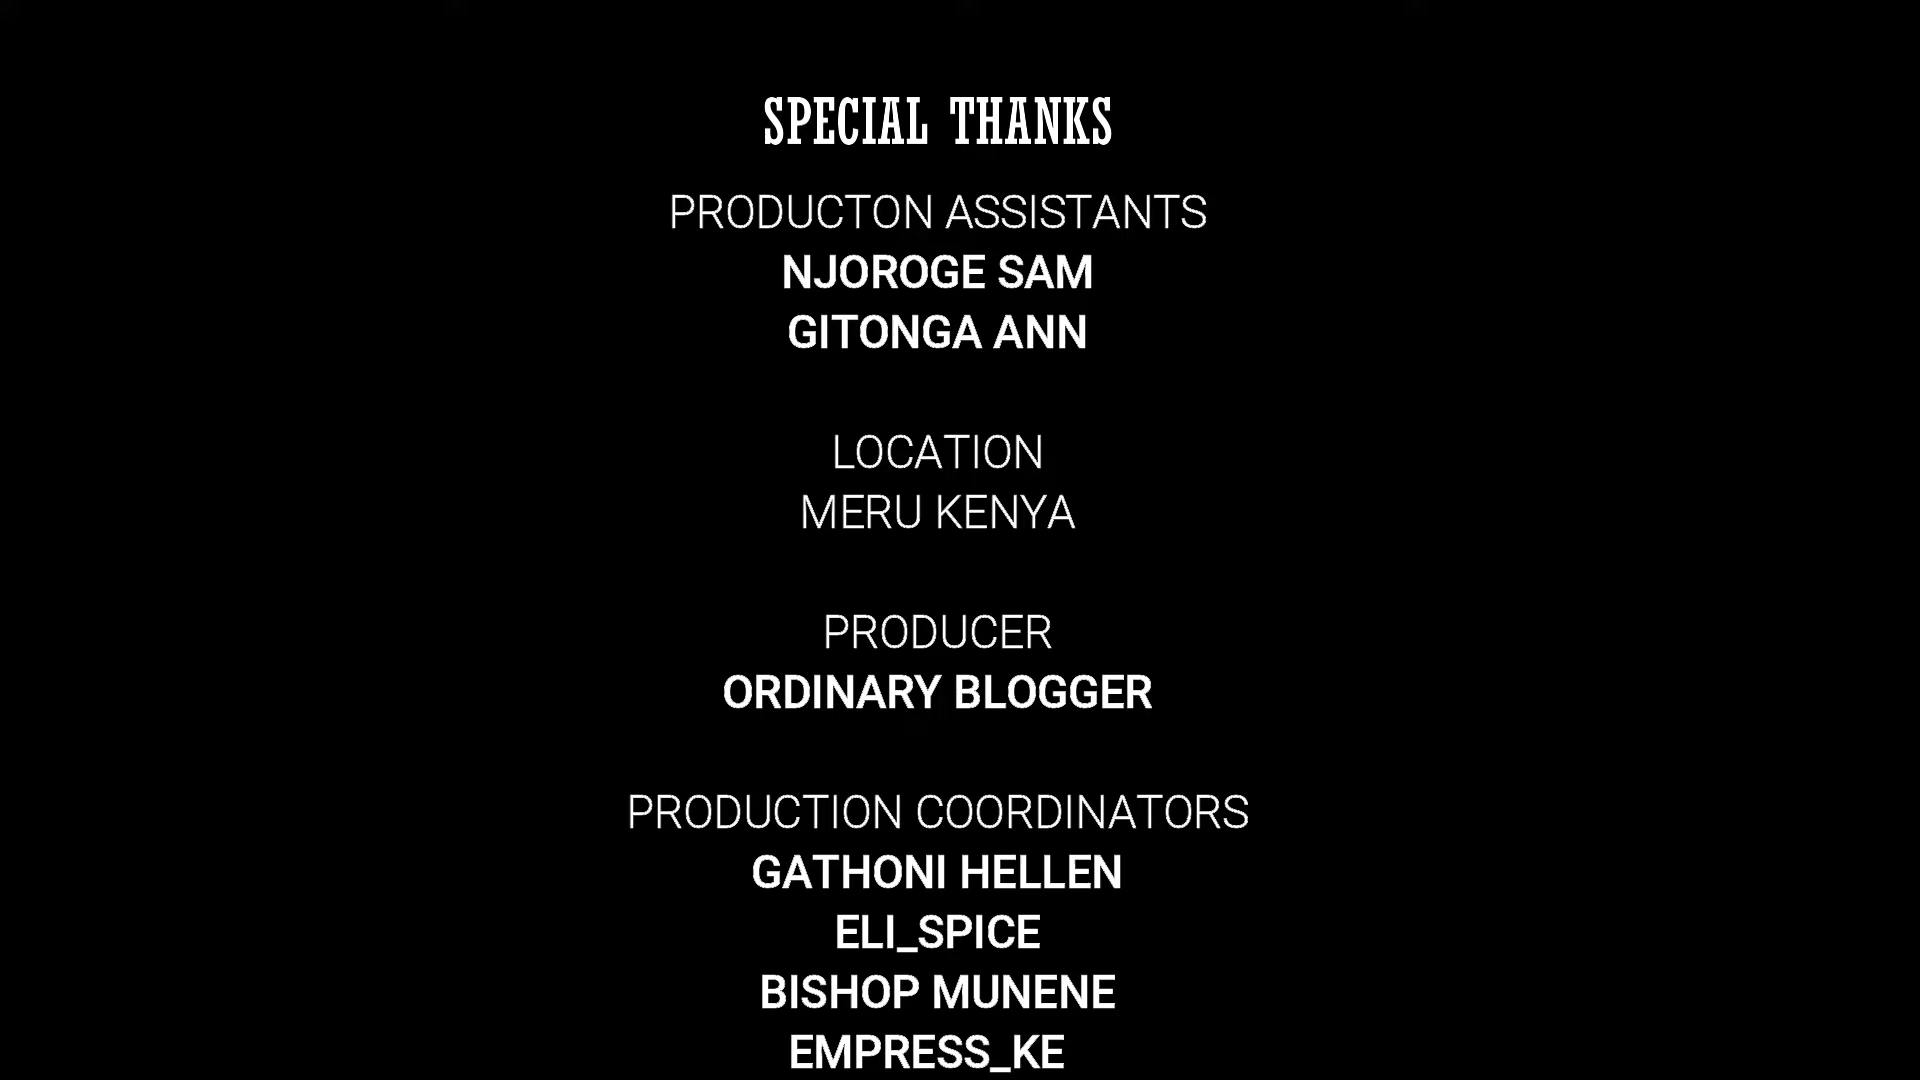 SPECIAL THANKS
PRODUCTON ASSISTANTS
NJOROGE SAM
GITONGA ANN
LOCATION
MERU KENYA
PRODUCER
ORDINARY BLOGGER
PRODUCTION COORDINATORS
GATHONI HELLEN
ELI_SPICE
BISHOP MUNENE
EMPRESS_KE